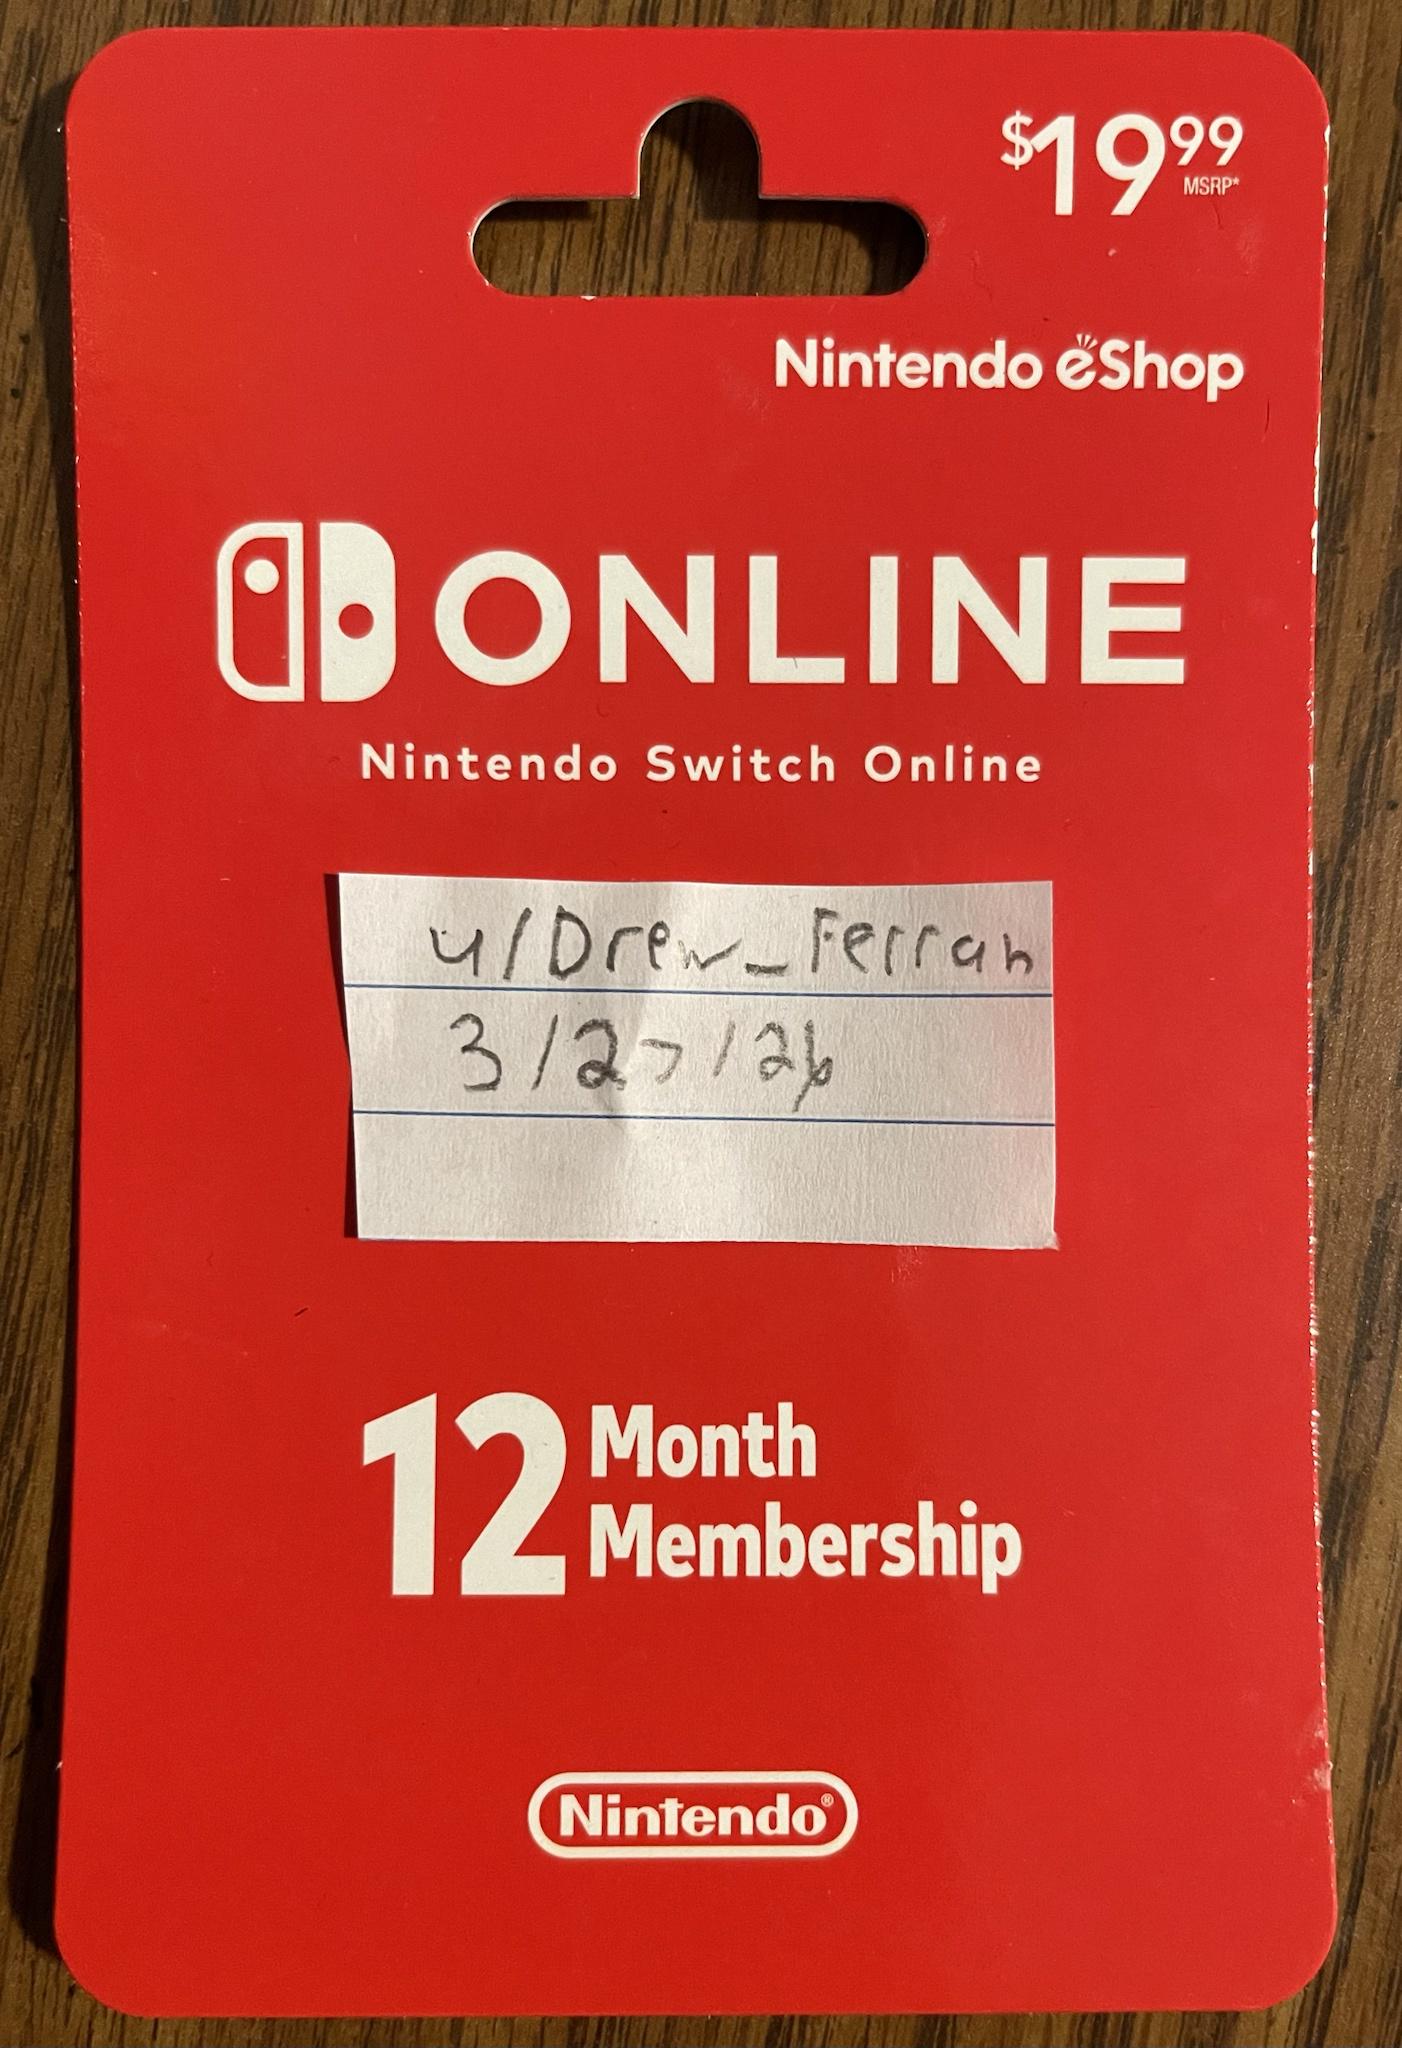 $19.99
MSRP*
Nintendo eShop
ONLINE
Nintendo Switch Online
u/Drew_Ferran
3/27/26
12 Month
Membership
Nintendo®